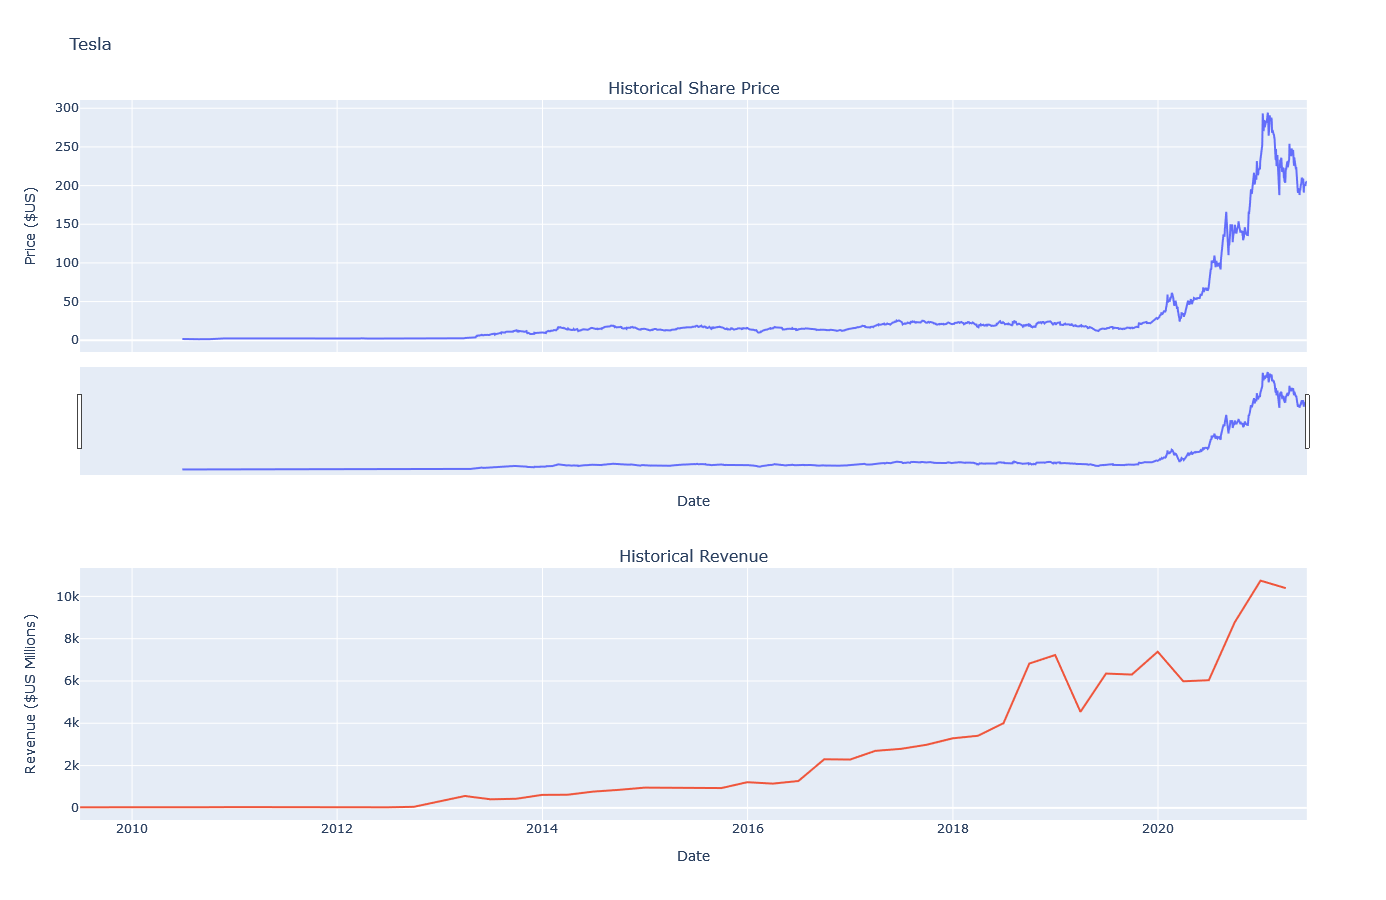 Tesla
Historical Share Price
Price ($US)
300
250
200
150
100
50
0
Date
Historical Revenue
Revenue ($US Millions)
10k
8k
6k
4k
2k
0
2010 2012 2014 2016 2018 2020
Date